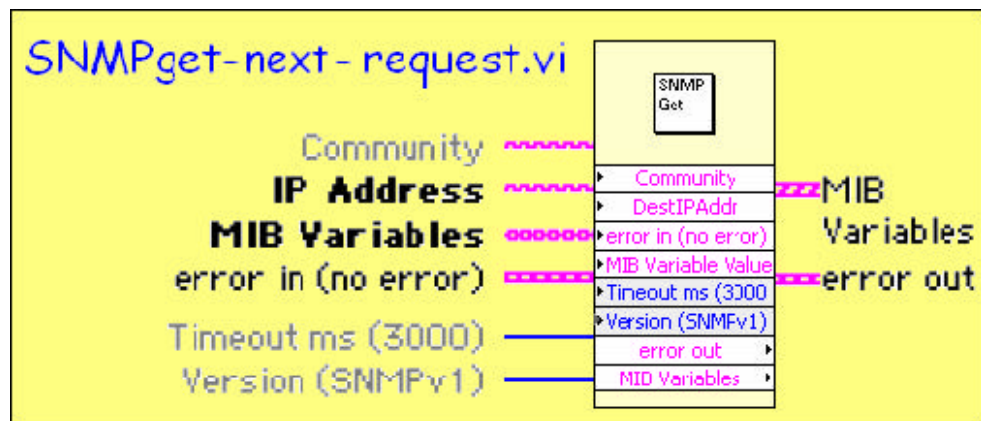 SNMPget-next-request.vi
SNMP
Get
Community
IP Address
MIB Variables
error in (no error)
Timeout ms (3000)
Version (SNMPv1)
Community
DestIPAddr
error in (no error)
MIB Variable Value
Timeout ms (3000
Version (SNMPv1)
error out
MIB Variables
MIB
Variables
error out